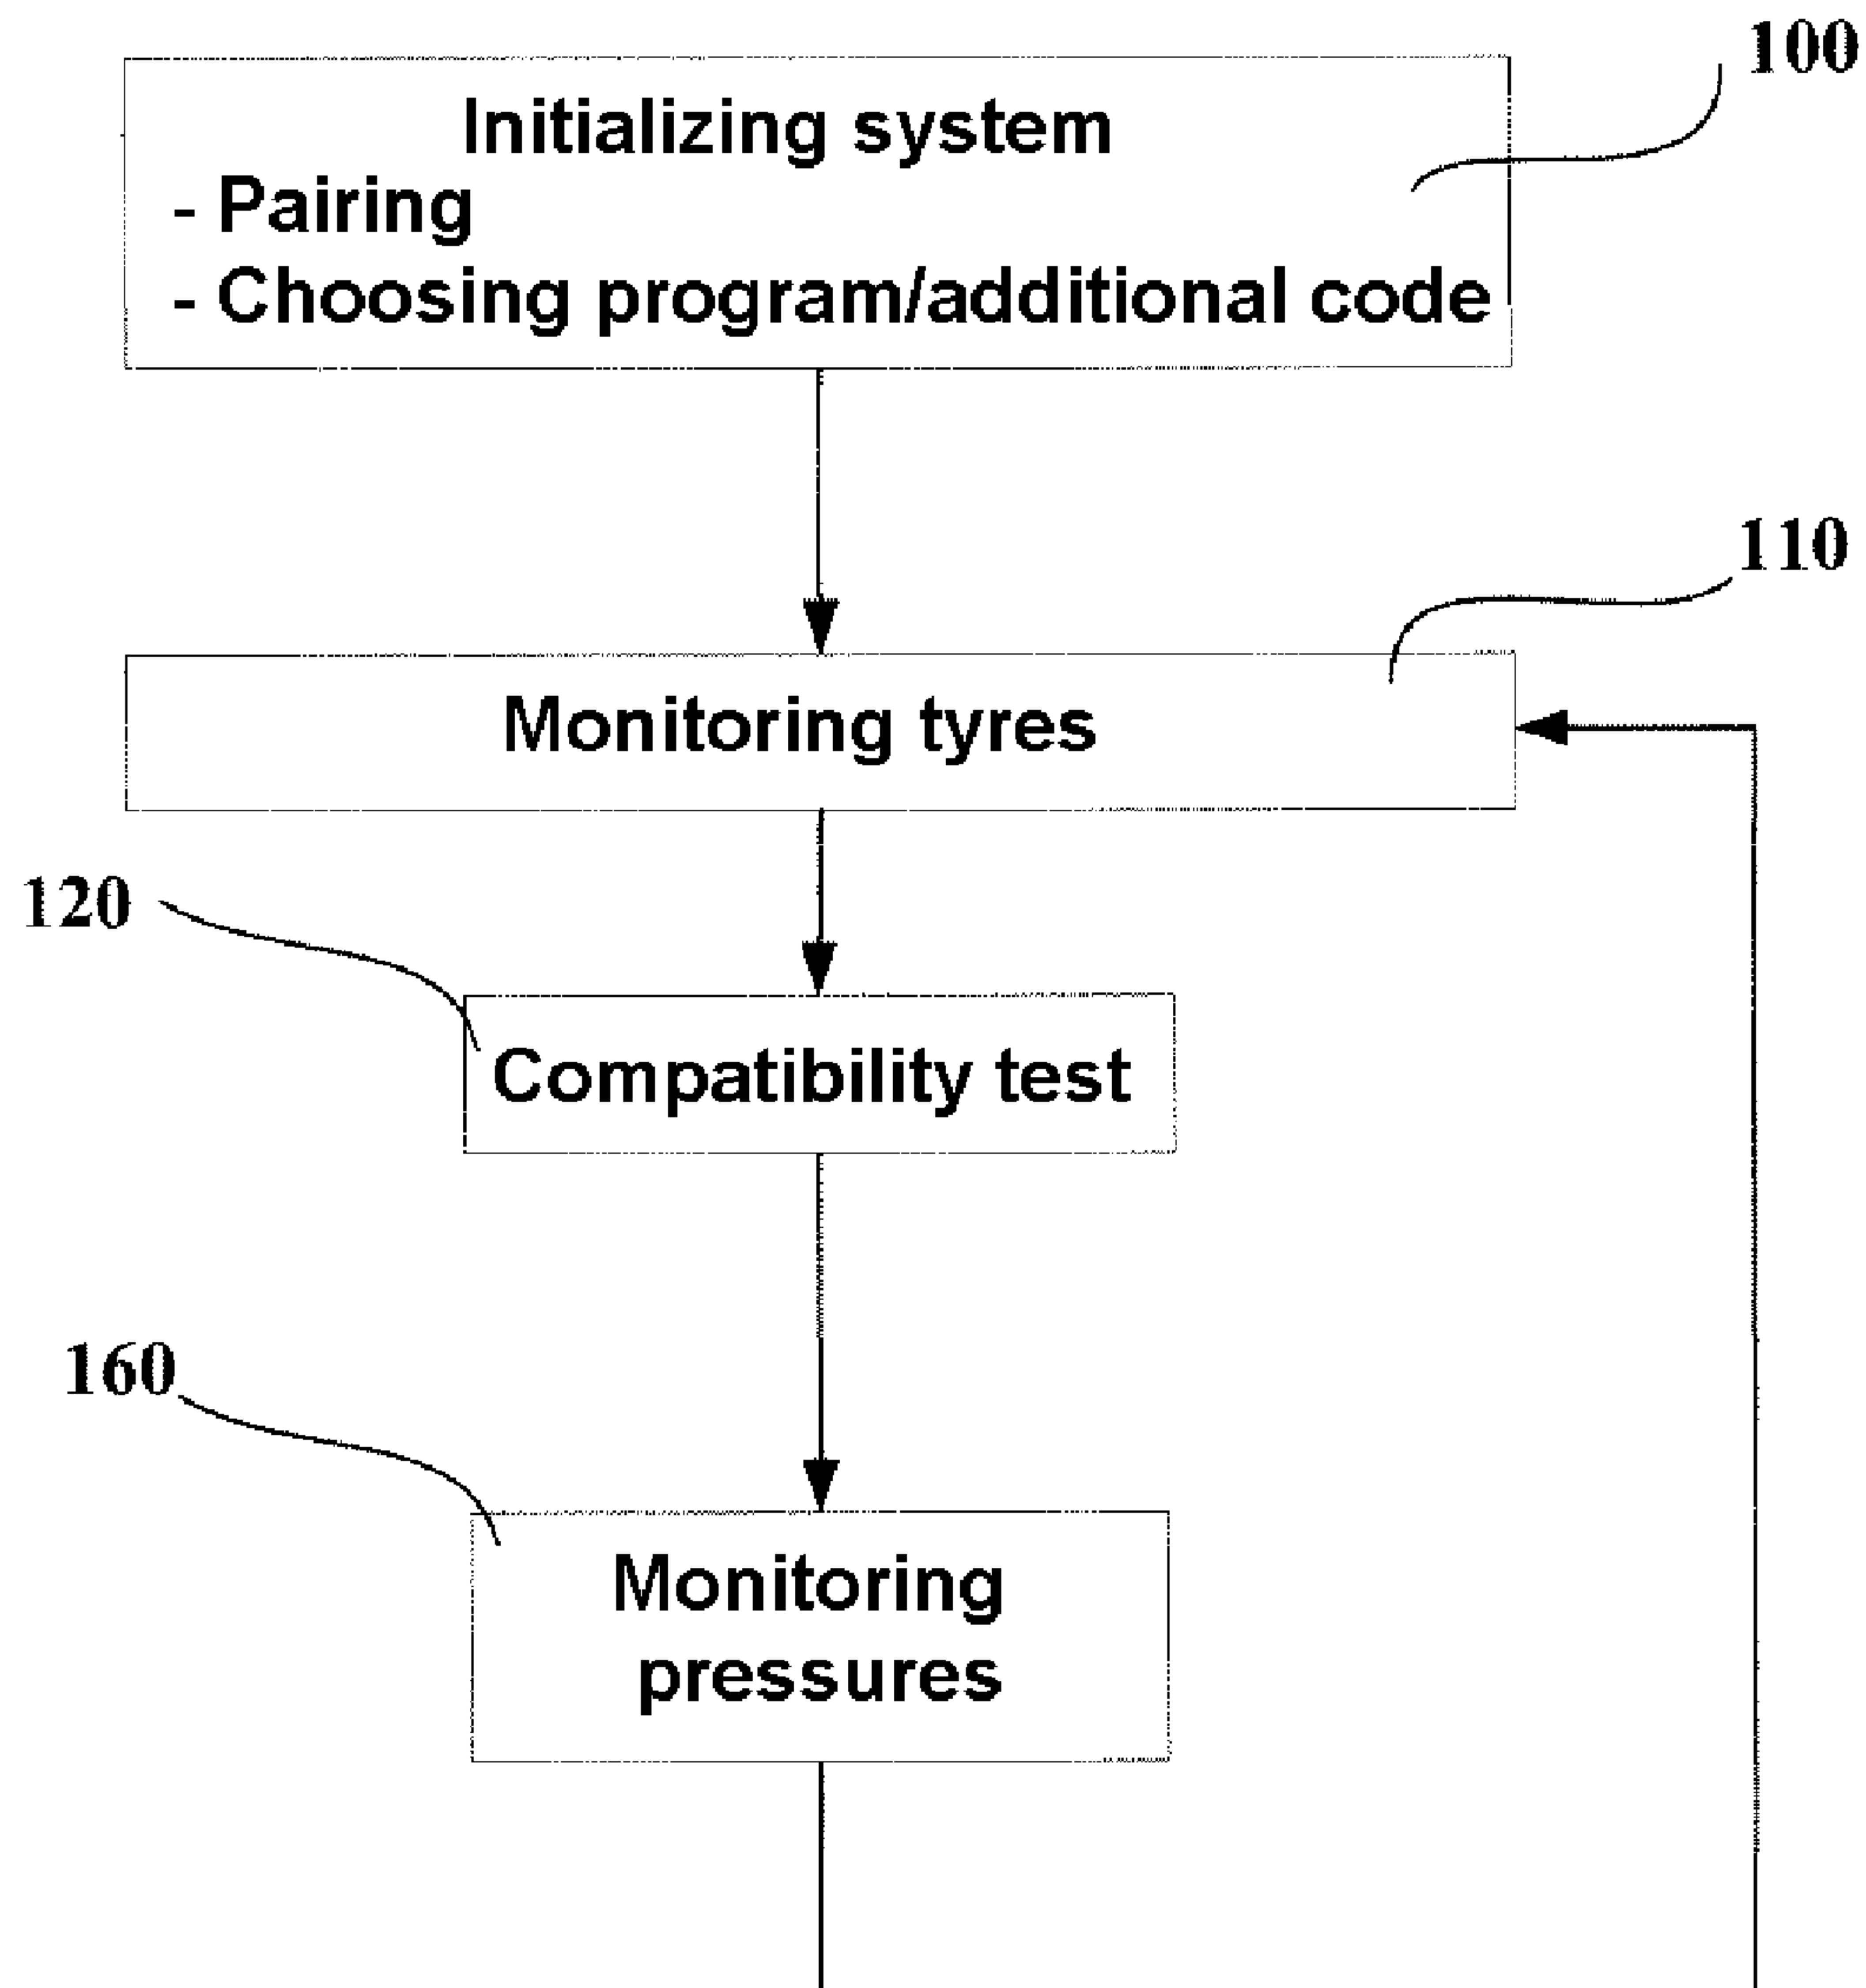 100
Initializing system
- Pairing
- Choosing program/additional code
110
Monitoring tyres
120
Compatibility test
160
Monitoring
pressures